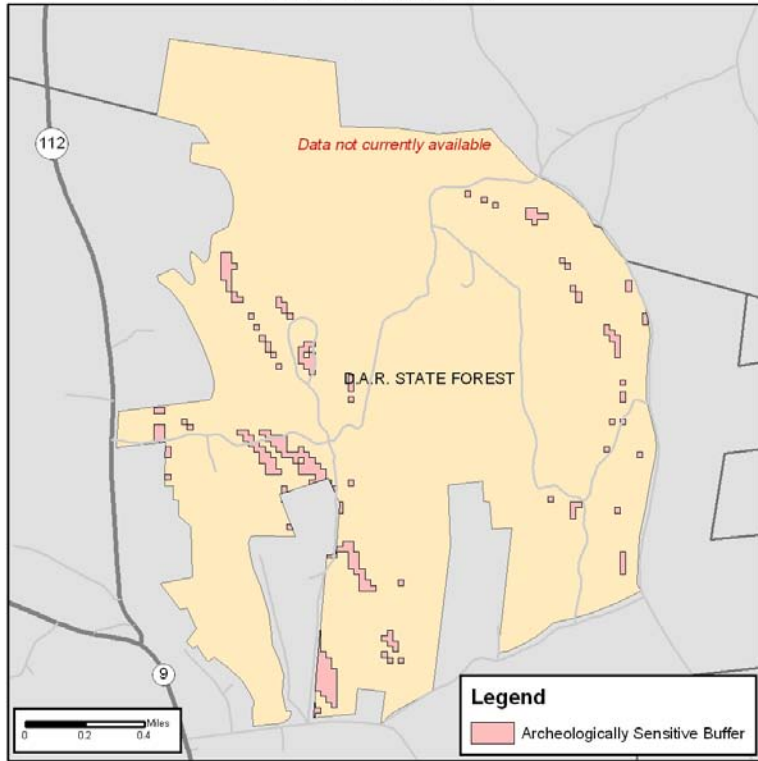 112
Data not currently available
D.A.R. STATE FOREST
9
Legend
Archeologically Sensitive Buffer
Miles
0 0.2 0.4